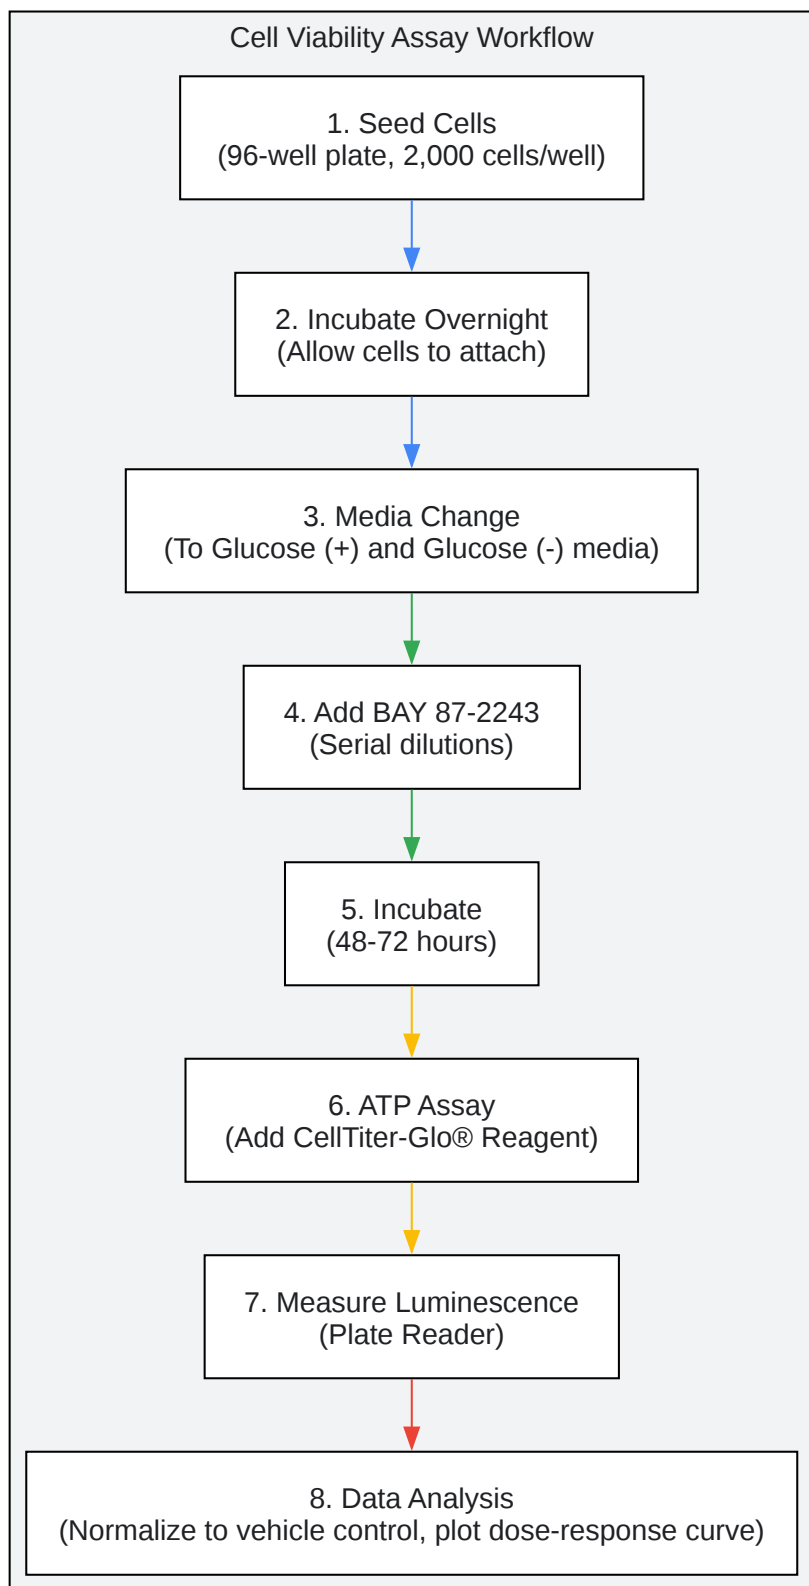 Cell Viability Assay Workflow
1. Seed Cells
(96-well plate, 2,000 cells/well)
2. Incubate Overnight
(Allow cells to attach)
3. Media Change
(To Glucose (+) and Glucose (-) media)
4. Add BAY 87-2243
(Serial dilutions)
5. Incubate
(48-72 hours)
6. ATP Assay
(Add CellTiter-Glo® Reagent)
7. Measure Luminescence
(Plate Reader)
8. Data Analysis
(Normalize to vehicle control, plot dose-response curve)